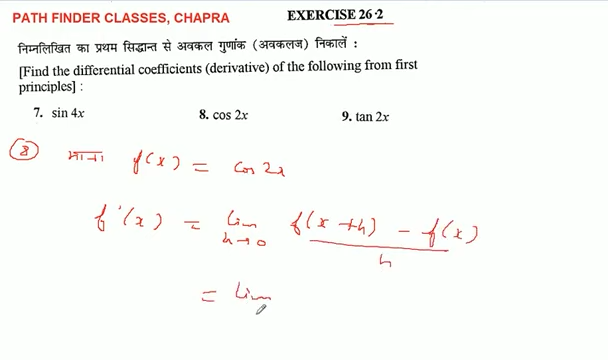 PATH FINDER CLASSES, CHAPRA EXERCISE 26·2
निम्नलिखित का प्रथम सिद्धान्त से अवकल गुणांक (अवकलज) निकालें :
[Find the differential coefficients (derivative) of the following from first
principles] :
7. sin 4x 8. cos 2x 9. tan 2x
(8) माना f(x) = cos 2x
f'(x) = lim h→0 f(x+h) - f(x) / h
= lim